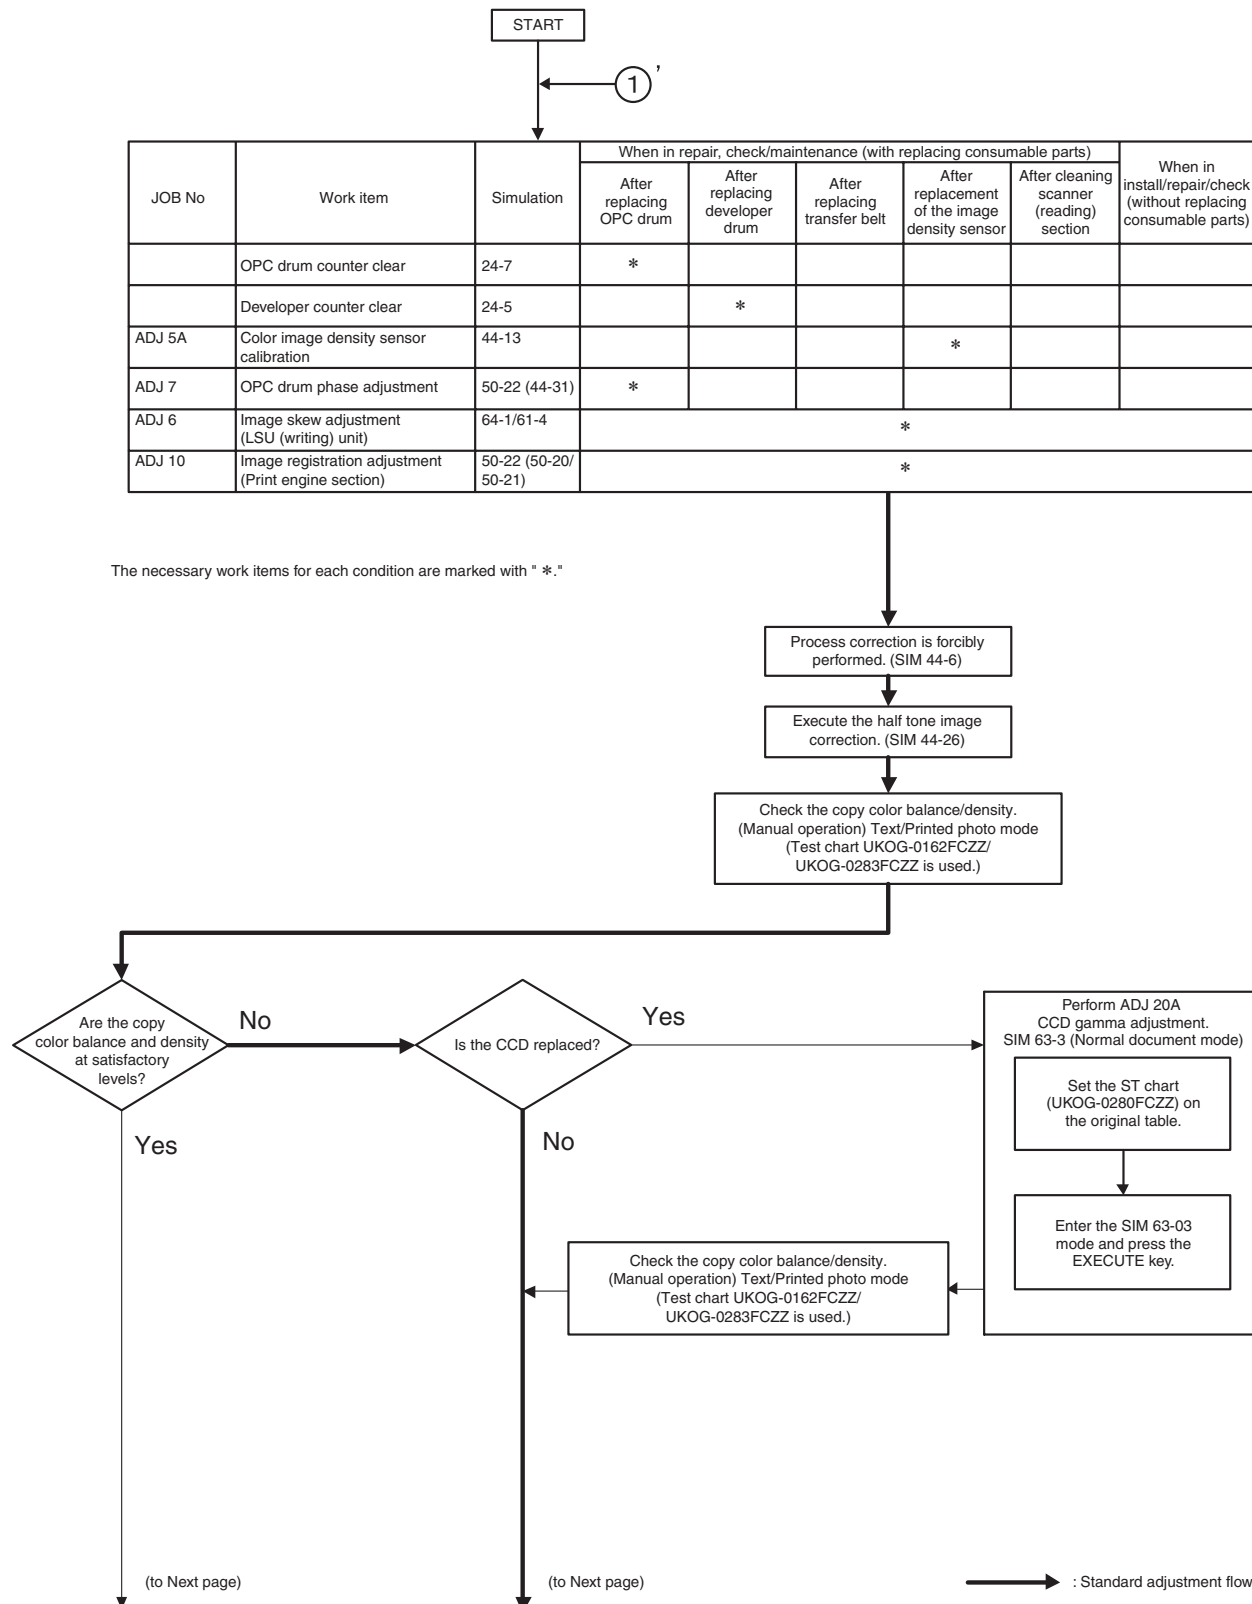 START
1'
When in repair, check/maintenance (with replacing consumable parts)
JOB No
Work item
Simulation
After
replacing
OPC drum
After
replacing
developer
drum
After
replacing
transfer belt
After
replacement
of the image
density sensor
After cleaning
scanner
(reading)
section
When in
install/repair/check
(without replacing
consumable parts)
OPC drum counter clear 24-7 *
Developer counter clear 24-5 *
ADJ 5A Color image density sensor 44-13
calibration *
ADJ 7 OPC drum phase adjustment 50-22 (44-31) *
ADJ 6 Image skew adjustment 64-1/61-4
(LSU (writing) unit) *
ADJ 10 Image registration adjustment 50-22 (50-20/
(Print engine section) 50-21) *
The necessary work items for each condition are marked with " *."
Process correction is forcibly
performed. (SIM 44-6)
Execute the half tone image
correction. (SIM 44-26)
Check the copy color balance/density.
(Manual operation) Text/Printed photo mode
(Test chart UKOG-0162FCZZ/
UKOG-0283FCZZ is used.)
Are the copy
color balance and density
at satisfactory
levels?
No
Yes
Is the CCD replaced?
Yes
No
Perform ADJ 20A
CCD gamma adjustment.
SIM 63-3 (Normal document mode)
Set the ST chart
(UKOG-0280FCZZ) on
the original table.
Enter the SIM 63-03
mode and press the
EXECUTE key.
Check the copy color balance/density.
(Manual operation) Text/Printed photo mode
(Test chart UKOG-0162FCZZ/
UKOG-0283FCZZ is used.)
(to Next page)
(to Next page)
: Standard adjustment flow